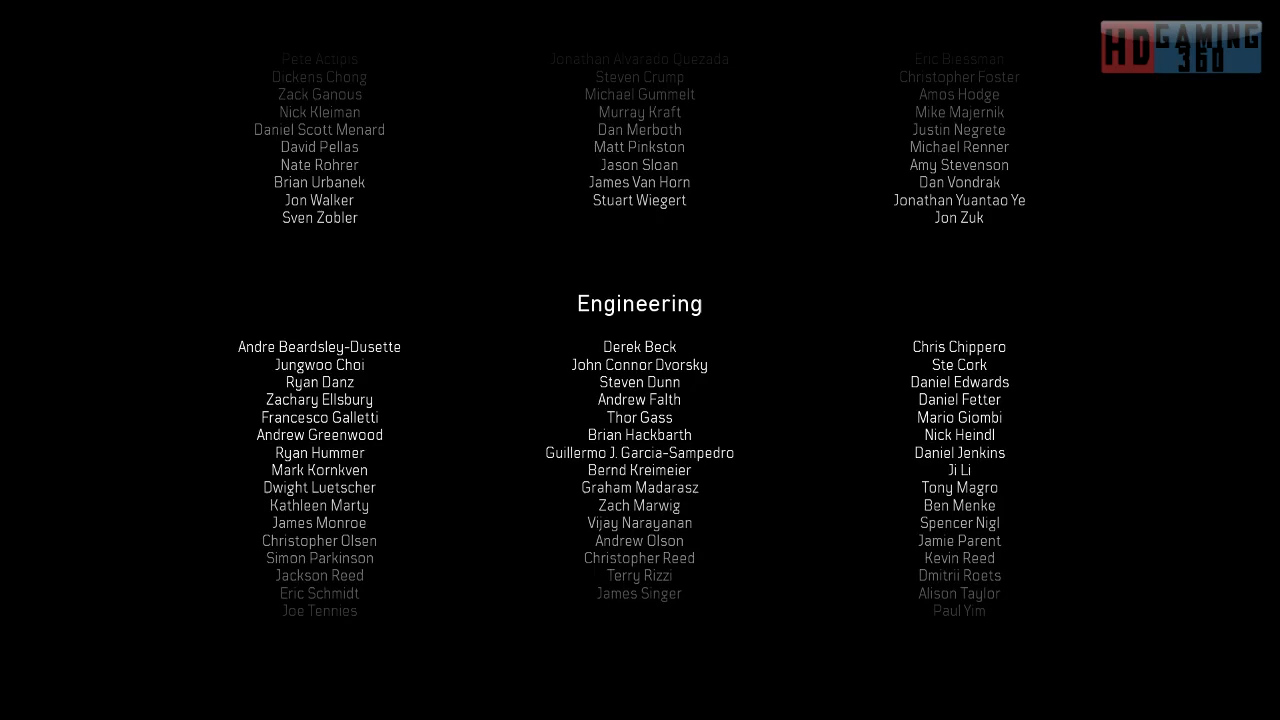 HD GAMING 360
Pete Actipis Jonathan Alvarado Quezada Eric Biessman
Dickens Chong Steven Crump Christopher Foster
Zack Ganous Michael Gummelt Amos Hodge
Nick Kleiman Murray Kraft Mike Majernik
Daniel Scott Menard Dan Merboth Justin Negrete
David Pellas Matt Pinkston Michael Renner
Nate Rohrer Jason Sloan Amy Stevenson
Brian Urbanek James Van Horn Dan Vondrak
Jon Walker Stuart Wiegert Jonathan Yuantao Ye
Sven Zobler Jon Zuk
Engineering
Andre Beardsley-Dusette Derek Beck Chris Chippero
Jungwoo Choi John Connor Dvorsky Ste Cork
Ryan Danz Steven Dunn Daniel Edwards
Zachary Ellsbury Andrew Falth Daniel Fetter
Francesco Galletti Thor Gass Mario Giombi
Andrew Greenwood Brian Hackbarth Nick Heindl
Ryan Hummer Guillermo J. Garcia-Sampedro Daniel Jenkins
Mark Kornkven Bernd Kreimeier Ji Li
Dwight Luetscher Graham Madarasz Tony Magro
Kathleen Marty Zach Marwig Ben Menke
James Monroe Vijay Narayanan Spencer Nigl
Christopher Olsen Andrew Olson Jamie Parent
Simon Parkinson Christopher Reed Kevin Reed
Jackson Reed Terry Rizzi Dmitrii Roets
Eric Schmidt James Singer Alison Taylor
Joe Tennies Paul Yim